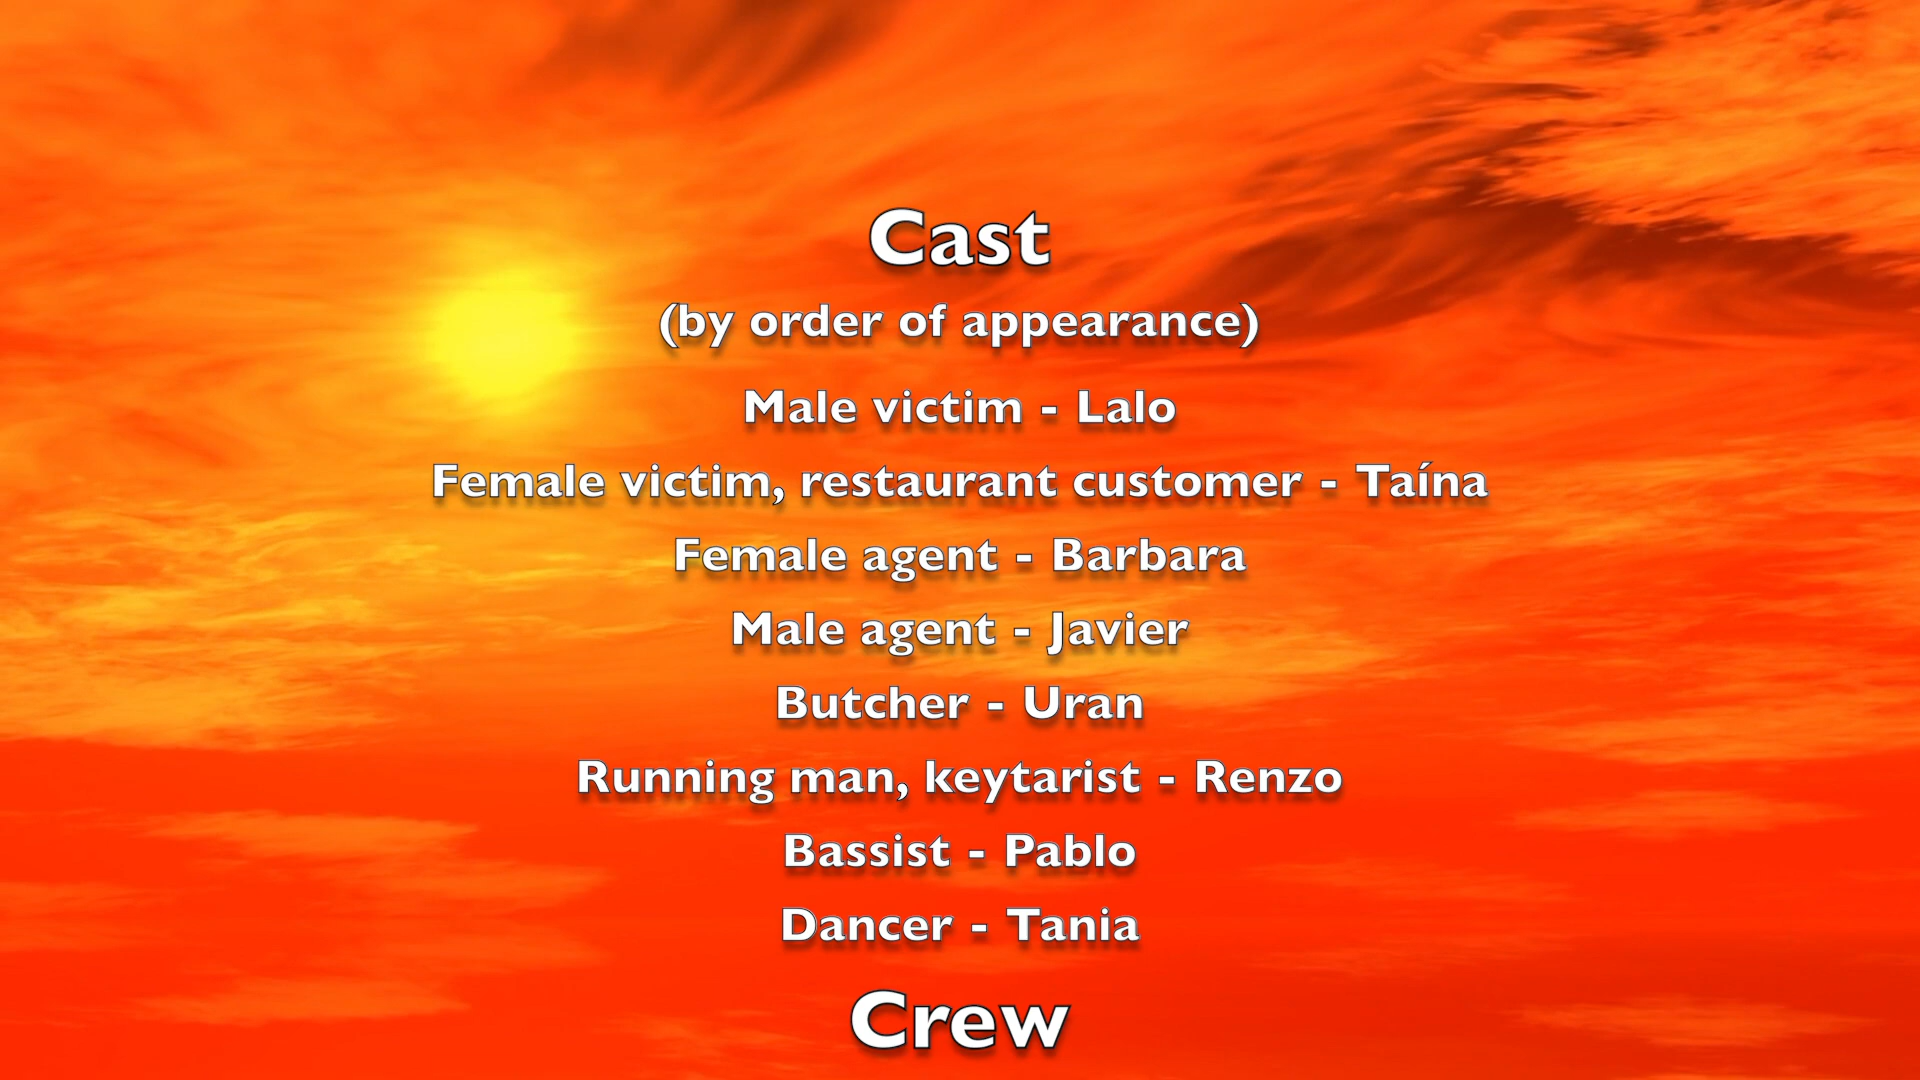 Cast
(by order of appearance)
Male victim - Lalo
Female victim, restaurant customer - Taína
Female agent - Barbara
Male agent - Javier
Butcher - Uran
Running man, keytarist - Renzo
Bassist - Pablo
Dancer - Tania
Crew